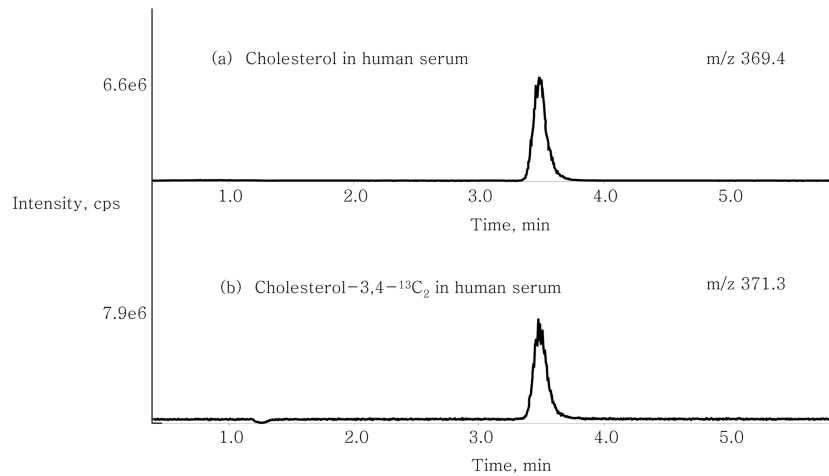 (a) Cholesterol in human serum
m/z 369.4
6.6e6
1.0 2.0 3.0 4.0 5.0
Time, min
Intensity, cps
(b) Cholesterol−3,4−¹³C₂ in human serum
m/z 371.3
7.9e6
1.0 2.0 3.0 4.0 5.0
Time, min